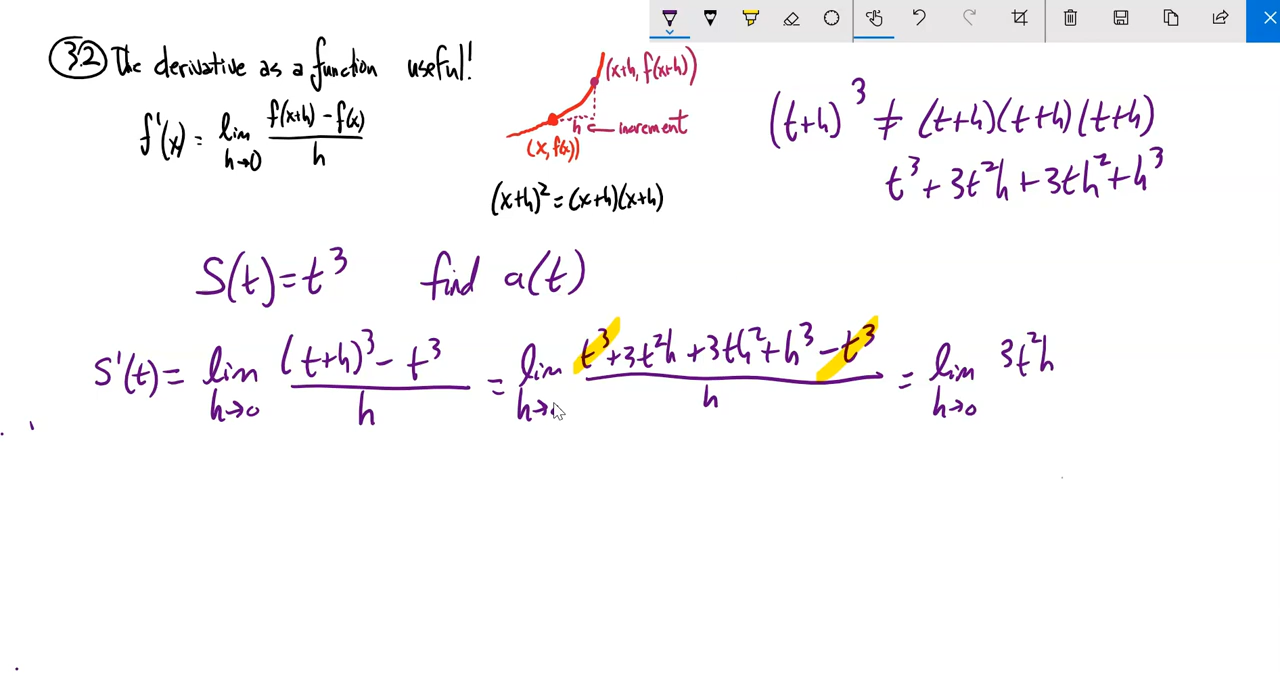 3.2 The derivative as a function useful!
f'(x) = lim h→0 f(x+h) - f(x) / h
(x+h, f(x+h))
h ← increment
(x, f(x))
(x+h)² = (x+h)(x+h)
(t+h)³ ≠ (t+h)(t+h)(t+h)
t³ + 3t²h + 3th² + h³
S(t) = t³ find a(t)
S'(t) = lim h→0 (t+h)³ - t³ / h = lim h→0 t³ + 3t²h + 3th² + h³ - t³ / h = lim h→0 3t²h